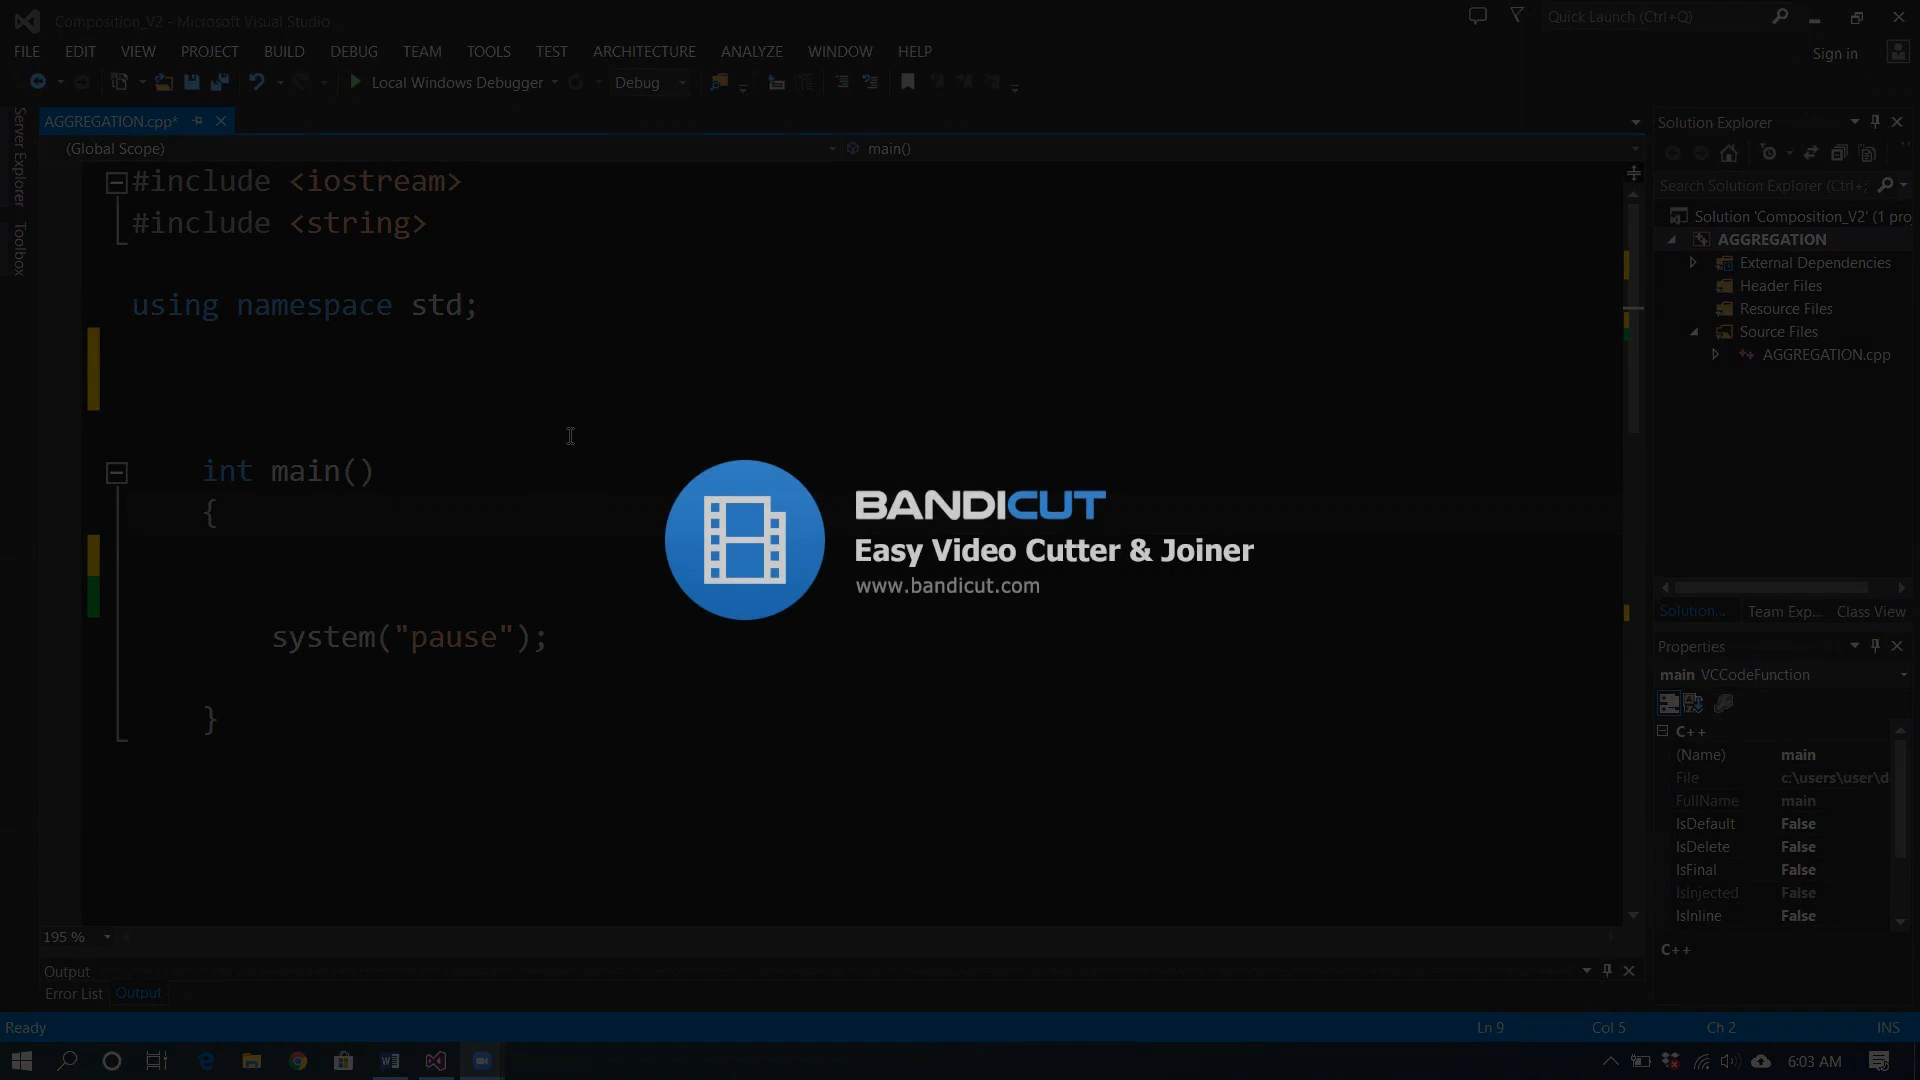 Composition_V2 - Microsoft Visual Studio
Quick Launch (Ctrl+Q)
FILE EDIT VIEW PROJECT BUILD DEBUG TEAM TOOLS TEST ARCHITECTURE ANALYZE WINDOW HELP
Sign in
Local Windows Debugger
Debug
Server Explorer
Toolbox
AGGREGATION.cpp*
(Global Scope)
main()
#include <iostream>
#include <string>
using namespace std;
int main()
{
system("pause");
}
BANDICUT
Easy Video Cutter & Joiner
www.bandicut.com
Solution Explorer
Search Solution Explorer (Ctrl+;
Solution 'Composition_V2' (1 pro
AGGREGATION
External Dependencies
Header Files
Resource Files
Source Files
AGGREGATION.cpp
Solution... Team Exp... Class View
Properties
main VCCodeFunction
C++
(Name) main
File c:\users\user\d
FullName main
IsDefault False
IsDelete False
IsFinal False
IsInjected False
IsInline False
C++
195 %
Output
Error List Output
Ready
Ln 9 Col 5 Ch 2 INS
6:03 AM